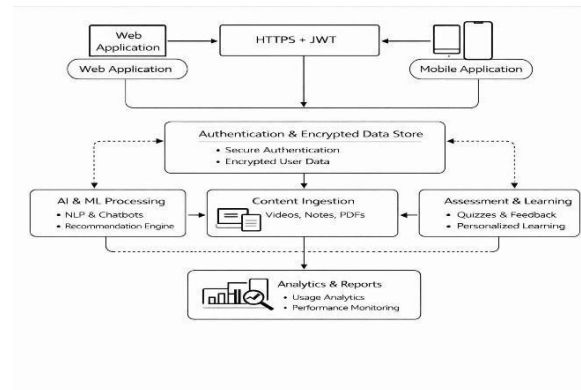 Web
Application
HTTPS + JWT
Web Application
Mobile Application
Authentication & Encrypted Data Store
• Secure Authentication
• Encrypted User Data
AI & ML Processing
• NLP & Chatbots
• Recommendation Engine
Content Ingestion
Videos, Notes, PDFs
Assessment & Learning
• Quizzes & Feedback
• Personalized Learning
Analytics & Reports
• Usage Analytics
• Performance Monitoring